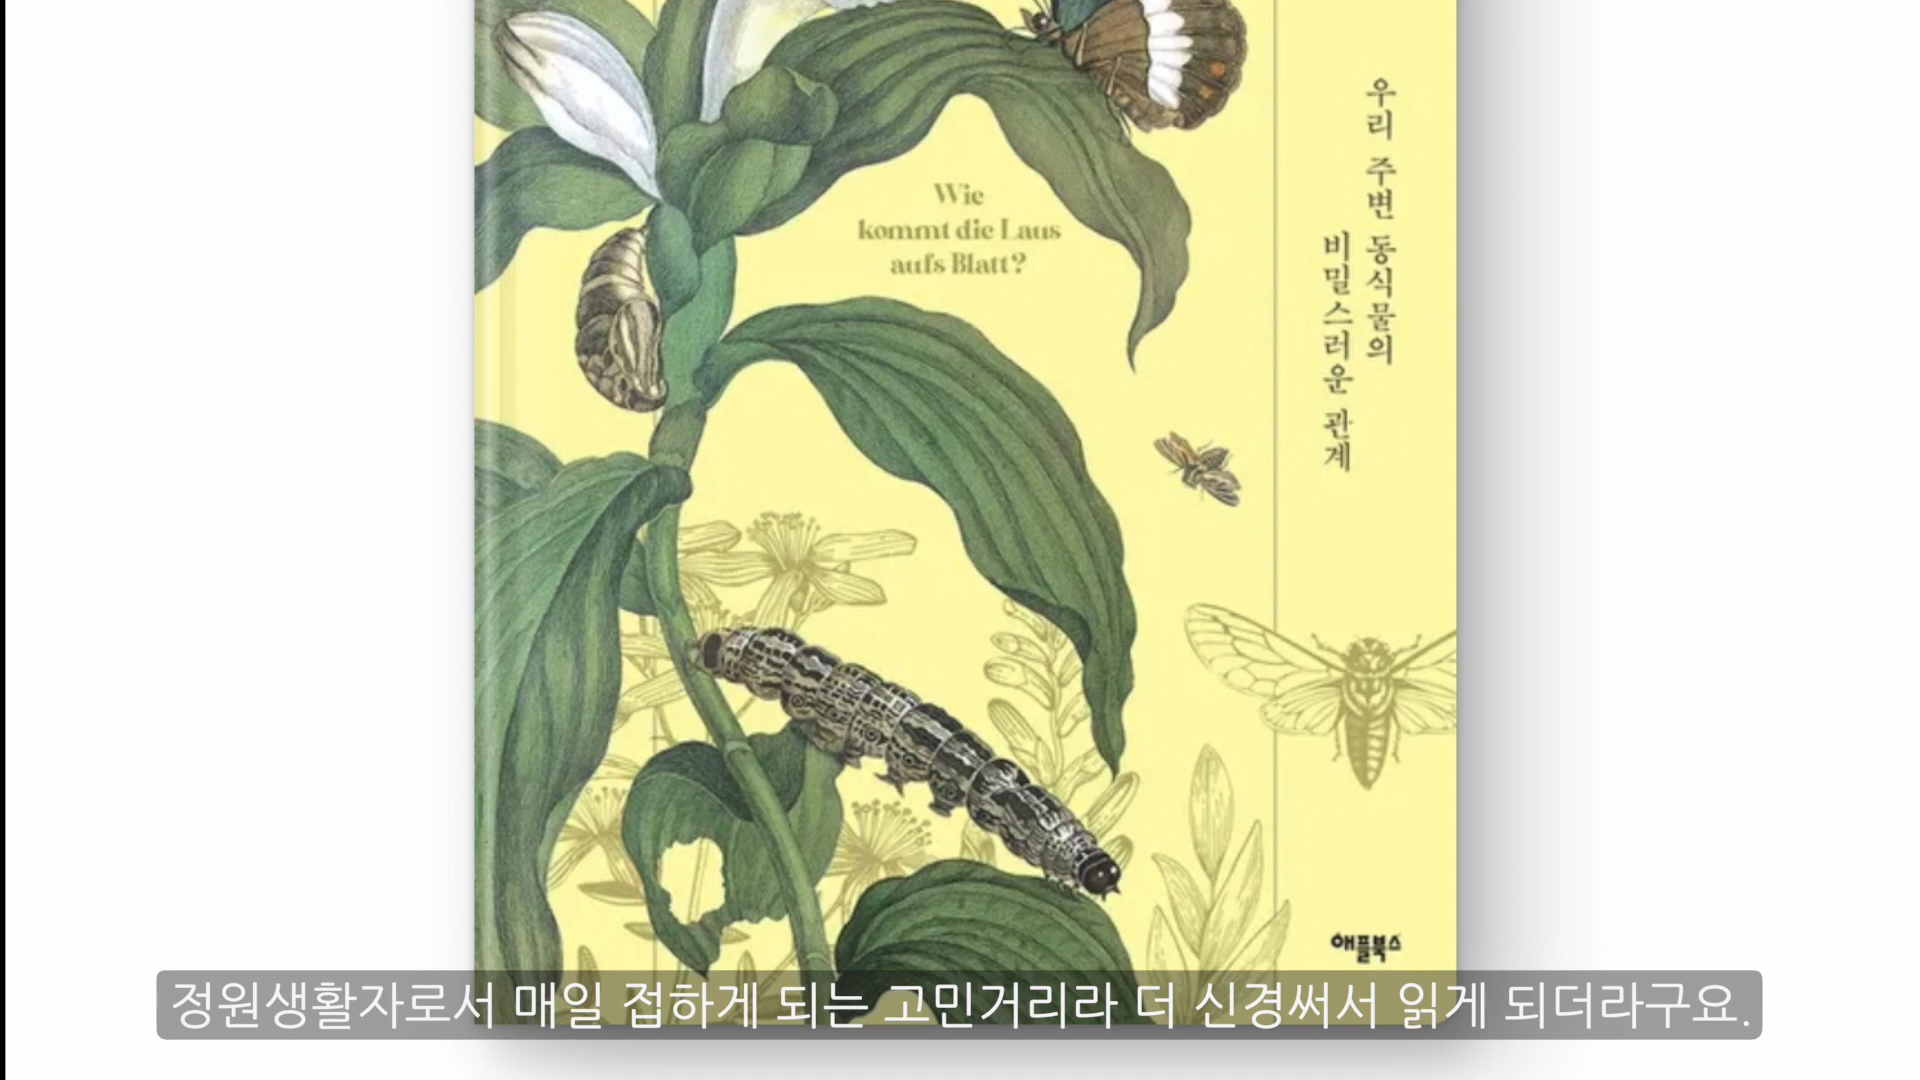 Wie
kommt die Laus
aufs Blatt?
우리 주변 동식물의
비밀스러운 관계
애플북스
정원생활자로서 매일 접하게 되는 고민거리라 더 신경써서 읽게 되더라구요.